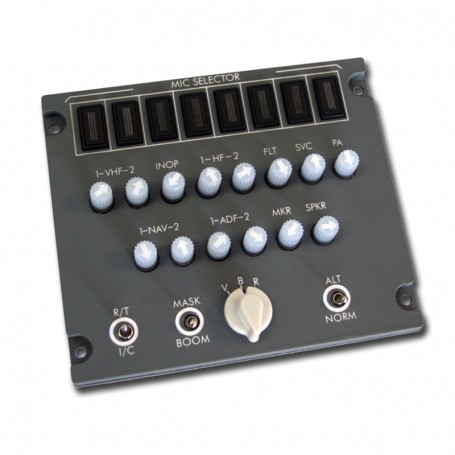 MIC SELECTOR
1-VHF-2 INOP 1-HF-2 FLT SVC PA
1-NAV-2 1-ADF-2 MKR SPKR
V B R
R/T MASK ALT
I/C BOOM NORM